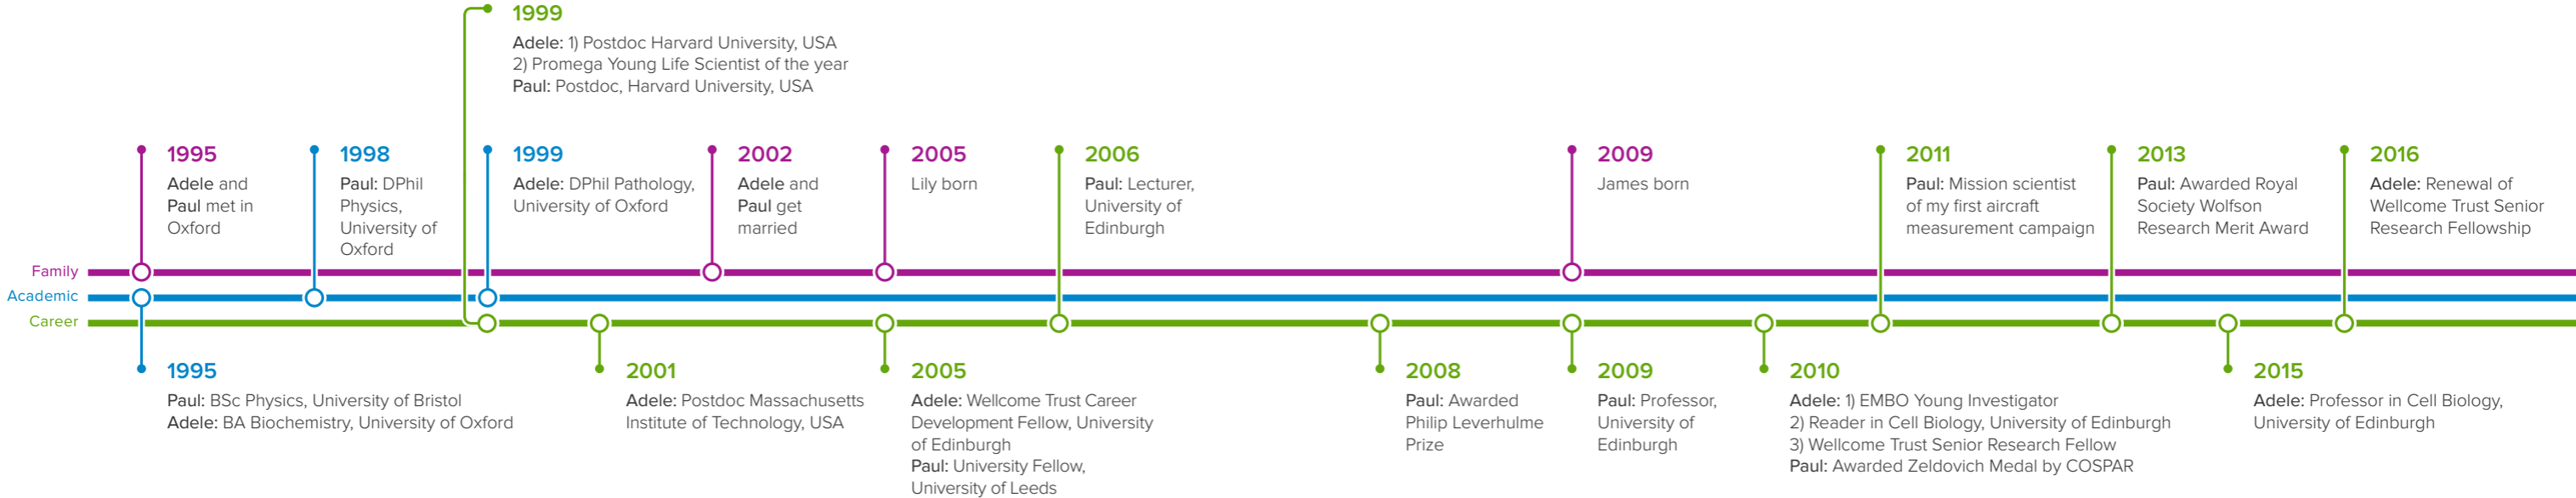 1999
Adele: 1) Postdoc Harvard University, USA
2) Promega Young Life Scientist of the year
Paul: Postdoc, Harvard University, USA
1995
Adele and
Paul met in
Oxford
1998
Paul: DPhil
Physics,
University of
Oxford
1999
Adele: DPhil Pathology,
University of Oxford
2002
Adele and
Paul get
married
2005
Lily born
2006
Paul: Lecturer,
University of
Edinburgh
2009
James born
2011
Paul: Mission scientist
of my first aircraft
measurement campaign
2013
Paul: Awarded Royal
Society Wolfson
Research Merit Award
2016
Adele: Renewal of
Wellcome Trust Senior
Research Fellowship
Family
Academic
Career
1995
Paul: BSc Physics, University of Bristol
Adele: BA Biochemistry, University of Oxford
2001
Adele: Postdoc Massachusetts
Institute of Technology, USA
2005
Adele: Wellcome Trust Career
Development Fellow, University
of Edinburgh
Paul: University Fellow,
University of Leeds
2008
Paul: Awarded
Philip Leverhulme
Prize
2009
Paul: Professor,
University of
Edinburgh
2010
Adele: 1) EMBO Young Investigator
2) Reader in Cell Biology, University of Edinburgh
3) Wellcome Trust Senior Research Fellow
Paul: Awarded Zeldovich Medal by COSPAR
2015
Adele: Professor in Cell Biology,
University of Edinburgh